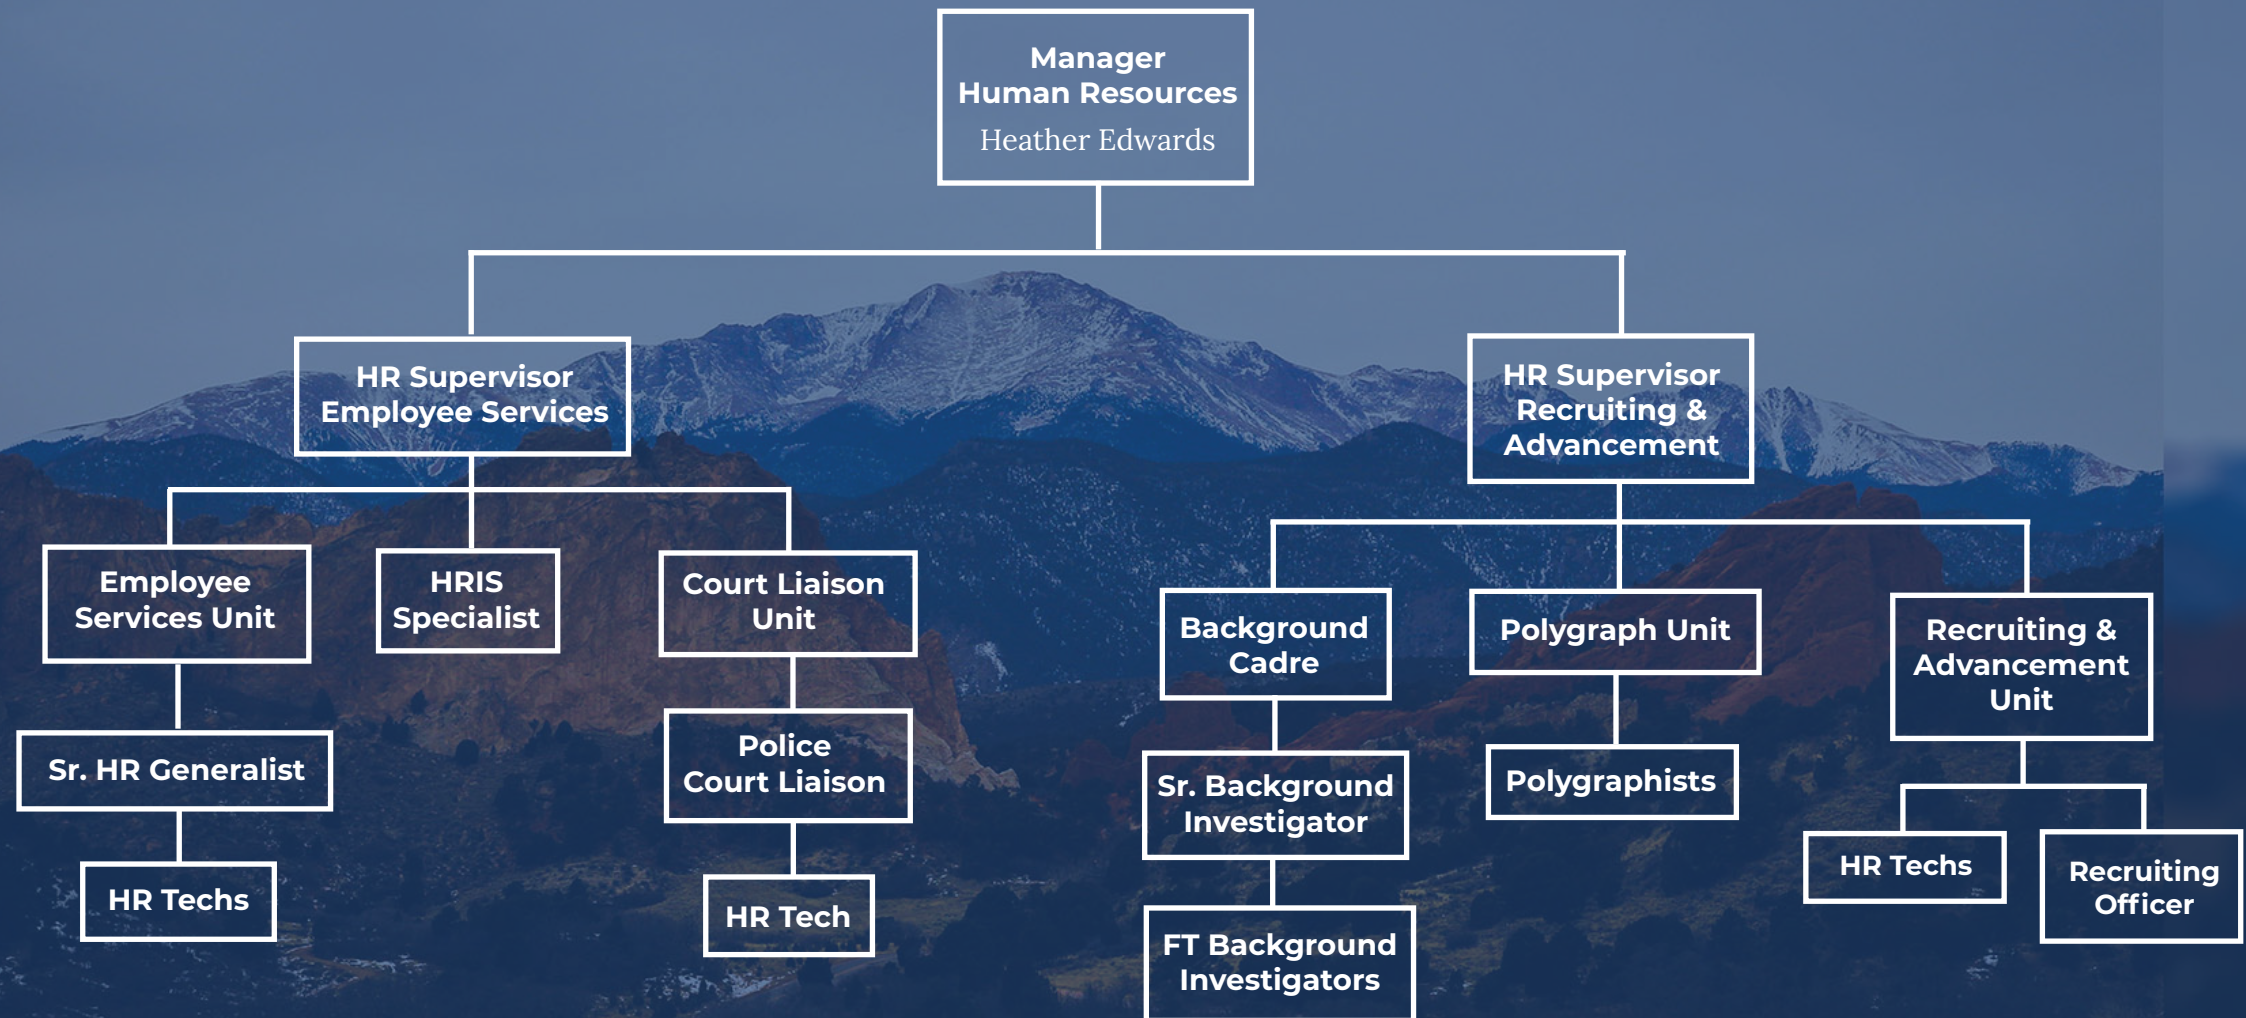 Manager
Human Resources
Heather Edwards
HR Supervisor
Employee Services
HR Supervisor
Recruiting &
Advancement
Employee
Services Unit
HRIS
Specialist
Court Liaison
Unit
Background
Cadre
Polygraph Unit
Recruiting &
Advancement
Unit
Sr. HR Generalist
Police
Court Liaison
Sr. Background
Investigator
Polygraphists
HR Techs
HR Tech
FT Background
Investigators
HR Techs
Recruiting
Officer